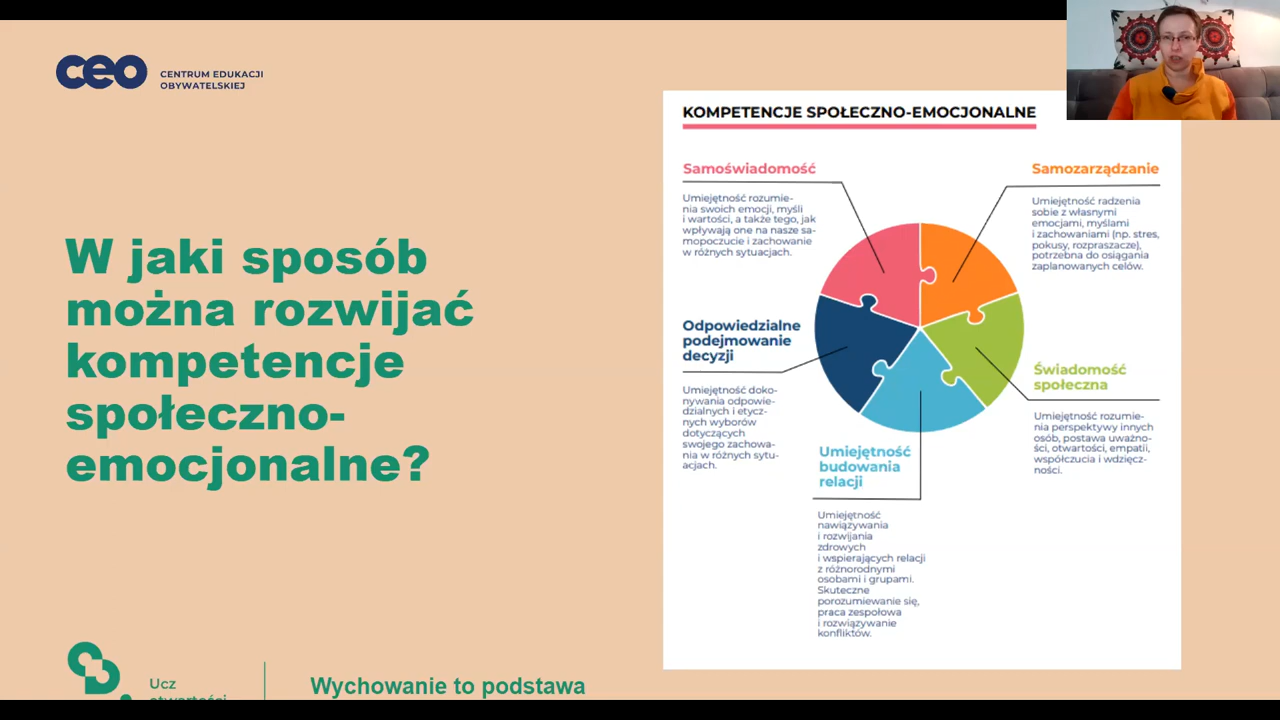 ceo
CENTRUM EDUKACJI
OBYWATELSKIEJ
W jaki sposób
można rozwijać
kompetencje
społeczno-
emocjonalne?
KOMPETENCJE SPOŁECZNO-EMOCJONALNE
Samoświadomość
Umiejętność rozumie-
nia swoich emocji, myśli
i wartości, a także tego, jak
wpływają one na nasze sa-
mopoczucie i zachowanie
w różnych sytuacjach.
Samozarządzanie
Umiejętność radzenia
sobie z własnymi
emocjami, myślami
i zachowaniami (np. stres,
pokusy, rozpraszacze),
potrzebna do osiągania
zaplanowanych celów.
Odpowiedzialne
podejmowanie
decyzji
Umiejętność doko-
nywania odpowie-
dzialnych i etycz-
nych wyborów
dotyczących
swojego zachowa-
nia w różnych sytu-
acjach.
Świadomość
społeczna
Umiejętność rozumie-
nia perspektywy innych
osób, postawa uważno-
ści, otwartości, empatii,
współczucia i wdzięcz-
ności.
Umiejętność
budowania
relacji
Umiejętność
nawiązywania
i rozwijania
zdrowych
i wspierających relacji
z różnorodnymi
osobami i grupami.
Skuteczne
porozumiewanie się,
praca zespołowa
i rozwiązywanie
konfliktów.
Ucz
otwartości
Wychowanie to podstawa